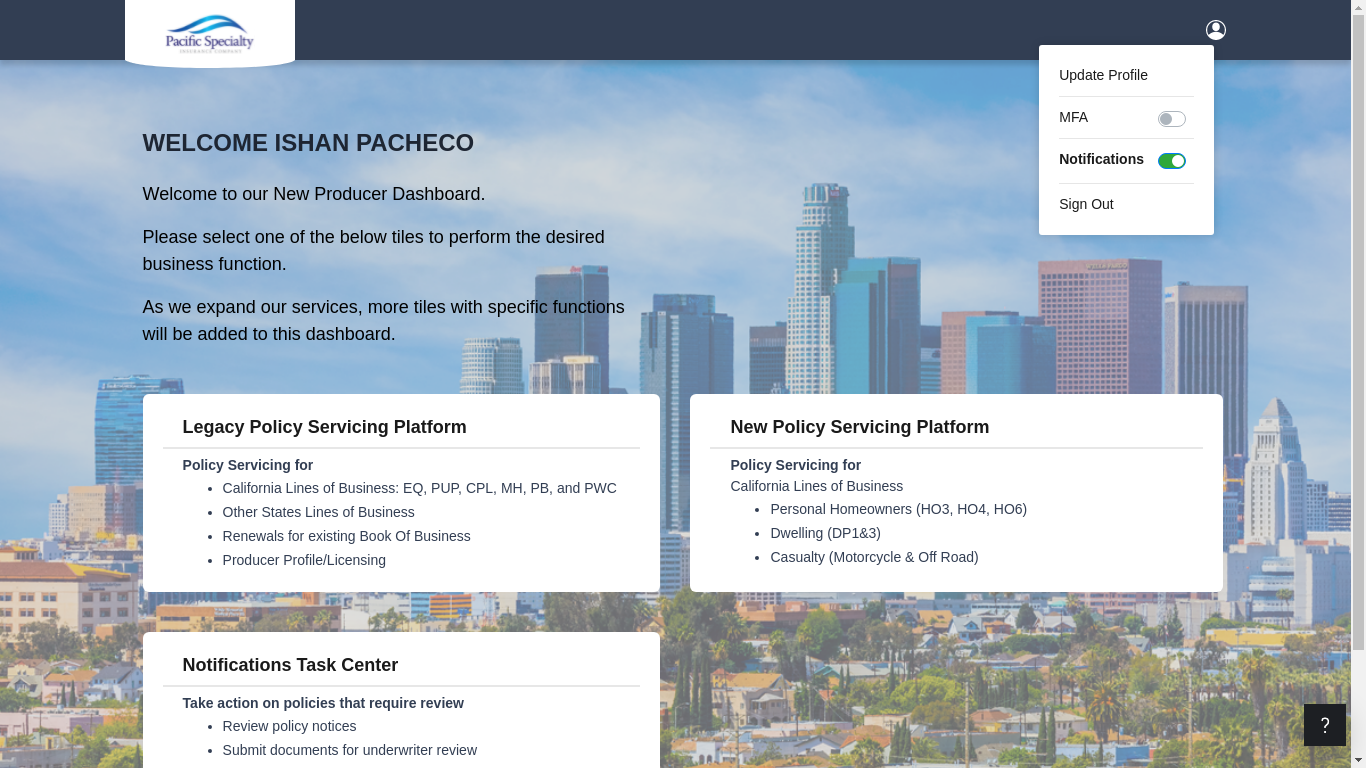 Pacific Specialty
INSURANCE COMPANY
Update Profile
MFA
Notifications
Sign Out
WELCOME ISHAN PACHECO
Welcome to our New Producer Dashboard.
Please select one of the below tiles to perform the desired
business function.
As we expand our services, more tiles with specific functions
will be added to this dashboard.
Legacy Policy Servicing Platform
Policy Servicing for
• California Lines of Business: EQ, PUP, CPL, MH, PB, and PWC
• Other States Lines of Business
• Renewals for existing Book Of Business
• Producer Profile/Licensing
New Policy Servicing Platform
Policy Servicing for
California Lines of Business
• Personal Homeowners (HO3, HO4, HO6)
• Dwelling (DP1&3)
• Casualty (Motorcycle & Off Road)
Notifications Task Center
Take action on policies that require review
• Review policy notices
• Submit documents for underwriter review
?